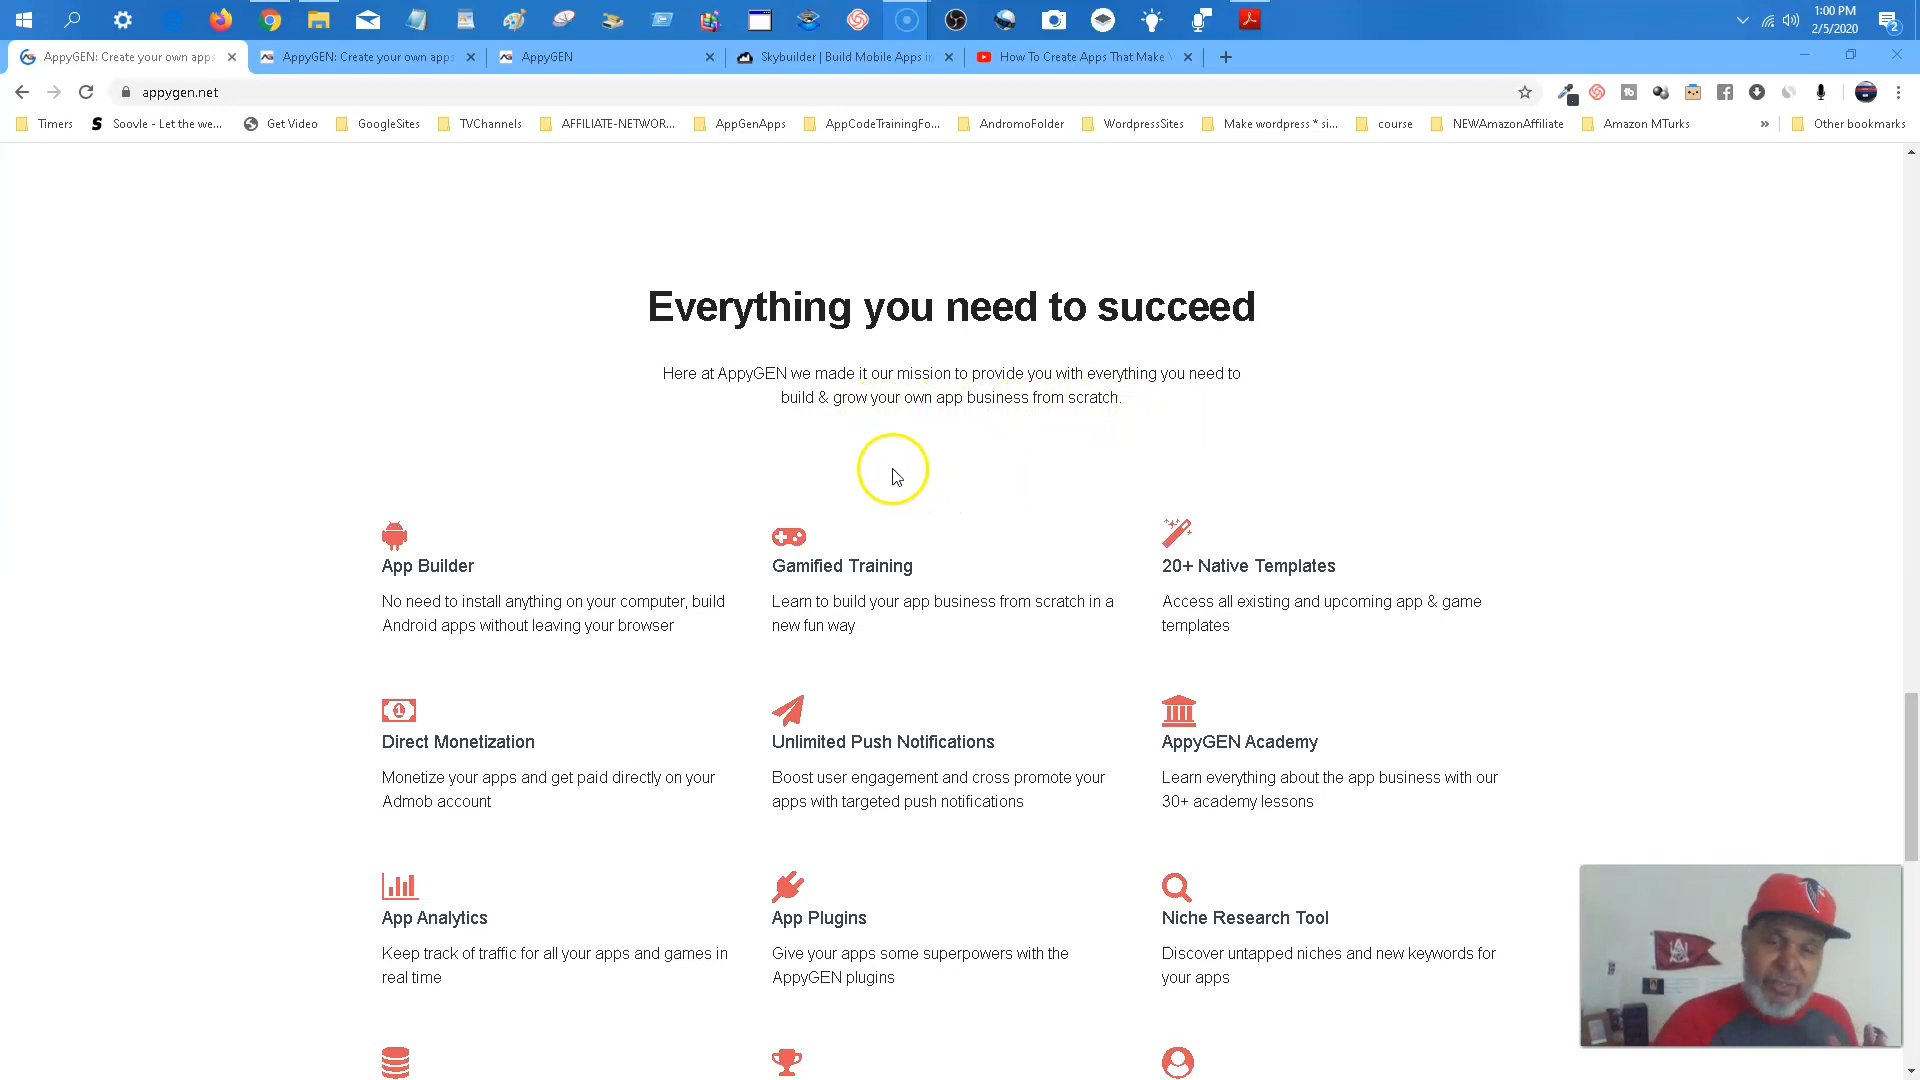 1:00 PM
2/5/2020
2
AppyGEN: Create your own apps
AppyGEN: Create your own apps
AppyGEN
Skybuilder | Build Mobile Apps in
How To Create Apps That Make
appygen.net
Timers
Soovle - Let the we...
Get Video
GoogleSites
TVChannels
AFFILIATE-NETWOR...
AppGenApps
AppCodeTrainingFo...
AndromoFolder
WordpressSites
Make wordpress * si...
course
NEWAmazonAffiliate
Amazon MTurks
»
Other bookmarks
Everything you need to succeed
Here at AppyGEN we made it our mission to provide you with everything you need to
build & grow your own app business from scratch.
App Builder
No need to install anything on your computer, build
Android apps without leaving your browser
Gamified Training
Learn to build your app business from scratch in a
new fun way
20+ Native Templates
Access all existing and upcoming app & game
templates
Direct Monetization
Monetize your apps and get paid directly on your
Admob account
Unlimited Push Notifications
Boost user engagement and cross promote your
apps with targeted push notifications
AppyGEN Academy
Learn everything about the app business with our
30+ academy lessons
App Analytics
Keep track of traffic for all your apps and games in
real time
App Plugins
Give your apps some superpowers with the
AppyGEN plugins
Niche Research Tool
Discover untapped niches and new keywords for
your apps